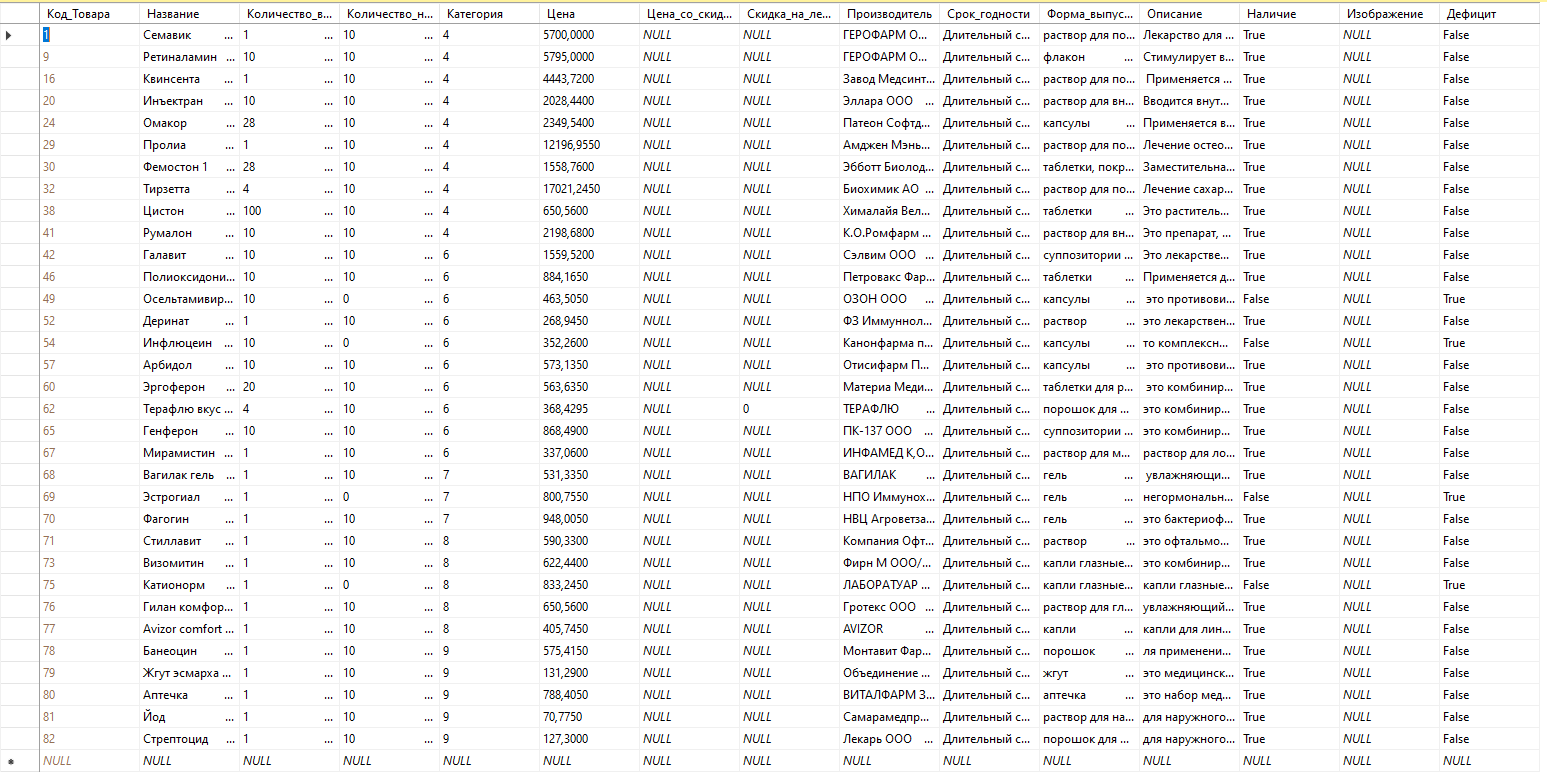 Код_Товара Название Количество_в... Количество_н... Категория Цена Цена_со_скид... Скидка_на_ле... Производитель Срок_годности Форма_выпус... Описание Наличие Изображение Дефицит
1 Семавик ... 1 ... 10 ... 4 5700,0000 NULL NULL ГЕРОФАРМ О... Длительный с... раствор для по... Лекарство для ... True NULL False
9 Ретиналамин ... 10 ... 10 ... 4 5795,0000 NULL NULL ГЕРОФАРМ О... Длительный с... флакон ... Стимулирует в... True NULL False
16 Квинсента ... 1 ... 10 ... 4 4443,7200 NULL NULL Завод Медсинт... Длительный с... раствор для по... Применяется ... True NULL False
20 Инъектран ... 10 ... 10 ... 4 2028,4400 NULL NULL Эллара ООО ... Длительный с... раствор для вн... Вводится внут... True NULL False
24 Омакор ... 28 ... 10 ... 4 2349,5400 NULL NULL Патеон Софтд... Длительный с... капсулы ... Применяется в... True NULL False
29 Пролиа ... 1 ... 10 ... 4 12196,9550 NULL NULL Амджен Мэнь... Длительный с... раствор для по... Лечение остео... True NULL False
30 Фемостон 1 ... 28 ... 10 ... 4 1558,7600 NULL NULL Эбботт Биолод... Длительный с... таблетки, покр... Заместительна... True NULL False
32 Тирзетта ... 4 ... 10 ... 4 17021,2450 NULL NULL Биохимик АО ... Длительный с... раствор для по... Лечение сахар... True NULL False
38 Цистон ... 100 ... 10 ... 4 650,5600 NULL NULL Хималайя Вел... Длительный с... таблетки ... Это раститель... True NULL False
41 Румалон ... 10 ... 10 ... 4 2198,6800 NULL NULL К.О.Ромфарм ... Длительный с... раствор для вн... Это препарат, ... True NULL False
42 Галавит ... 10 ... 10 ... 6 1559,5200 NULL NULL Сэлвим ООО ... Длительный с... суппозитории ... Это лекарстве... True NULL False
46 Полиоксидони... 10 ... 10 ... 6 884,1650 NULL NULL Петровакс Фар... Длительный с... таблетки ... Применяется д... True NULL False
49 Осельтамивир... 10 ... 0 ... 6 463,5050 NULL NULL ОЗОН ООО ... Длительный с... капсулы ... это противови... False NULL True
52 Деринат ... 1 ... 10 ... 6 268,9450 NULL NULL ФЗ Иммуннол... Длительный с... раствор ... это лекарствен... True NULL False
54 Инфлюцеин ... 10 ... 0 ... 6 352,2600 NULL NULL Канонфарма п... Длительный с... капсулы ... то комплексн... False NULL True
57 Арбидол ... 10 ... 10 ... 6 573,1350 NULL NULL Отисифарм П... Длительный с... капсулы ... это противови... True NULL False
60 Эргоферон ... 20 ... 10 ... 6 563,6350 NULL NULL Материа Меди... Длительный с... таблетки для р... это комбинир... True NULL False
62 Терафлю вкус ... 4 ... 10 ... 6 368,4295 NULL 0 ТЕРАФЛЮ ... Длительный с... порошок для ... это комбинир... True NULL False
65 Генферон ... 10 ... 10 ... 6 868,4900 NULL NULL ПК-137 ООО ... Длительный с... суппозитории ... это комбинир... True NULL False
67 Мирамистин ... 1 ... 10 ... 6 337,0600 NULL NULL ИНФАМЕД К,О... Длительный с... раствор для м... раствор для ло... True NULL False
68 Вагилак гель ... 1 ... 10 ... 7 531,3350 NULL NULL ВАГИЛАК ... Длительный с... гель ... увлажняющи... True NULL False
69 Эстрогиал ... 1 ... 0 ... 7 800,7550 NULL NULL НПО Иммунох... Длительный с... гель ... негормональн... False NULL True
70 Фагогин ... 1 ... 10 ... 7 948,0050 NULL NULL НВЦ Агроветза... Длительный с... гель ... это бактериоф... True NULL False
71 Стиллавит ... 1 ... 10 ... 8 590,3300 NULL NULL Компания Офт... Длительный с... раствор ... это офтальмо... True NULL False
73 Визомитин ... 1 ... 10 ... 8 622,4400 NULL NULL Фирн М ООО/... Длительный с... капли глазные... это комбинир... True NULL False
75 Катионорм ... 1 ... 0 ... 8 833,2450 NULL NULL ЛАБОРАТУАР ... Длительный с... капли глазные... капли глазные... False NULL True
76 Гилан комфор... 1 ... 10 ... 8 650,5600 NULL NULL Гротекс ООО ... Длительный с... раствор для гл... увлажняющий... True NULL False
77 Avizor comfort ... 1 ... 10 ... 8 405,7450 NULL NULL AVIZOR ... Длительный с... капли ... капли для лин... True NULL False
78 Банеоцин ... 1 ... 10 ... 9 575,4150 NULL NULL Монтавит Фар... Длительный с... порошок ... ля применени... True NULL False
79 Жгут эсмарха ... 1 ... 10 ... 9 131,2900 NULL NULL Объединение ... Длительный с... жгут ... это медицинск... True NULL False
80 Аптечка ... 1 ... 10 ... 9 788,4050 NULL NULL ВИТАЛФАРМ З... Длительный с... аптечка ... это набор мед... True NULL False
81 Йод ... 1 ... 10 ... 9 70,7750 NULL NULL Самарамедпр... Длительный с... раствор для на... для наружного... True NULL False
82 Стрептоцид ... 1 ... 10 ... 9 127,3000 NULL NULL Лекарь ООО ... Длительный с... порошок для ... для наружного... True NULL False
NULL NULL NULL NULL NULL NULL NULL NULL NULL NULL NULL NULL NULL NULL NULL